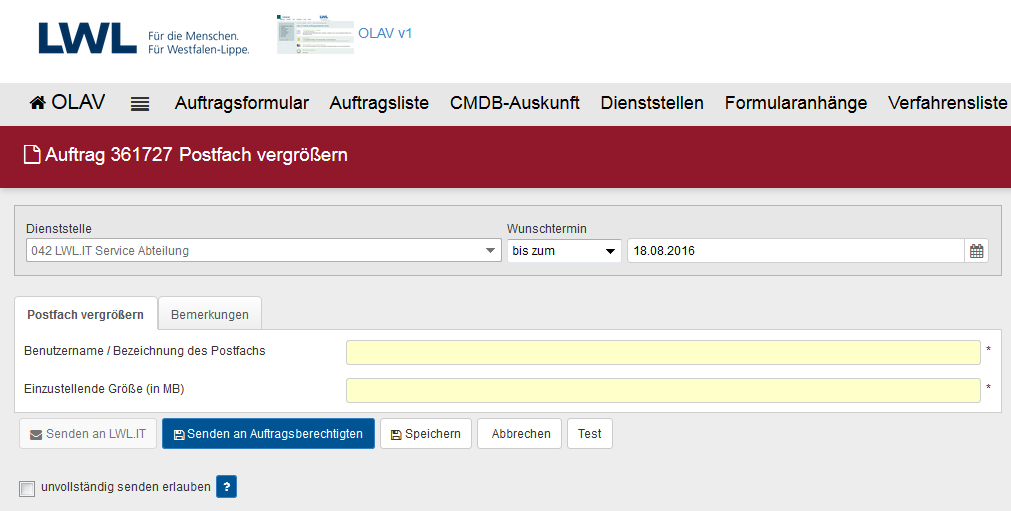 LWL Für die Menschen.
Für Westfalen-Lippe.
OLAV v1
OLAV Auftragsformular Auftragsliste CMDB-Auskunft Dienststellen Formularanhänge Verfahrensliste
Auftrag 361727 Postfach vergrößern
Dienststelle Wunschtermin
042 LWL.IT Service Abteilung bis zum 18.08.2016
Postfach vergrößern Bemerkungen
Benutzername / Bezeichnung des Postfachs *
Einzustellende Größe (in MB) *
Senden an LWL.IT Senden an Auftragsberechtigten Speichern Abbrechen Test
unvollständig senden erlauben ?